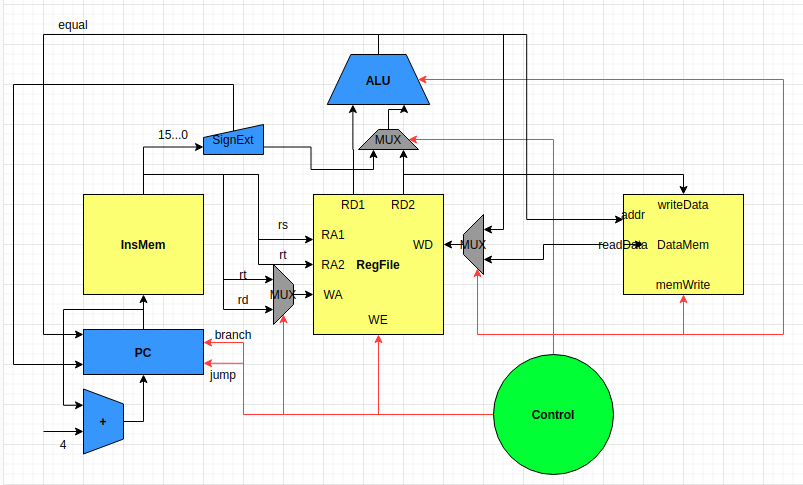 equal
ALU
15...0
SignExt
MUX
RD1
RD2
writeData
addr
rs
RA1
InsMem
WD
MUX
readData
DataMem
rt
RA2
RegFile
rt
MUX
WA
rd
memWrite
WE
branch
PC
jump
Control
+
4